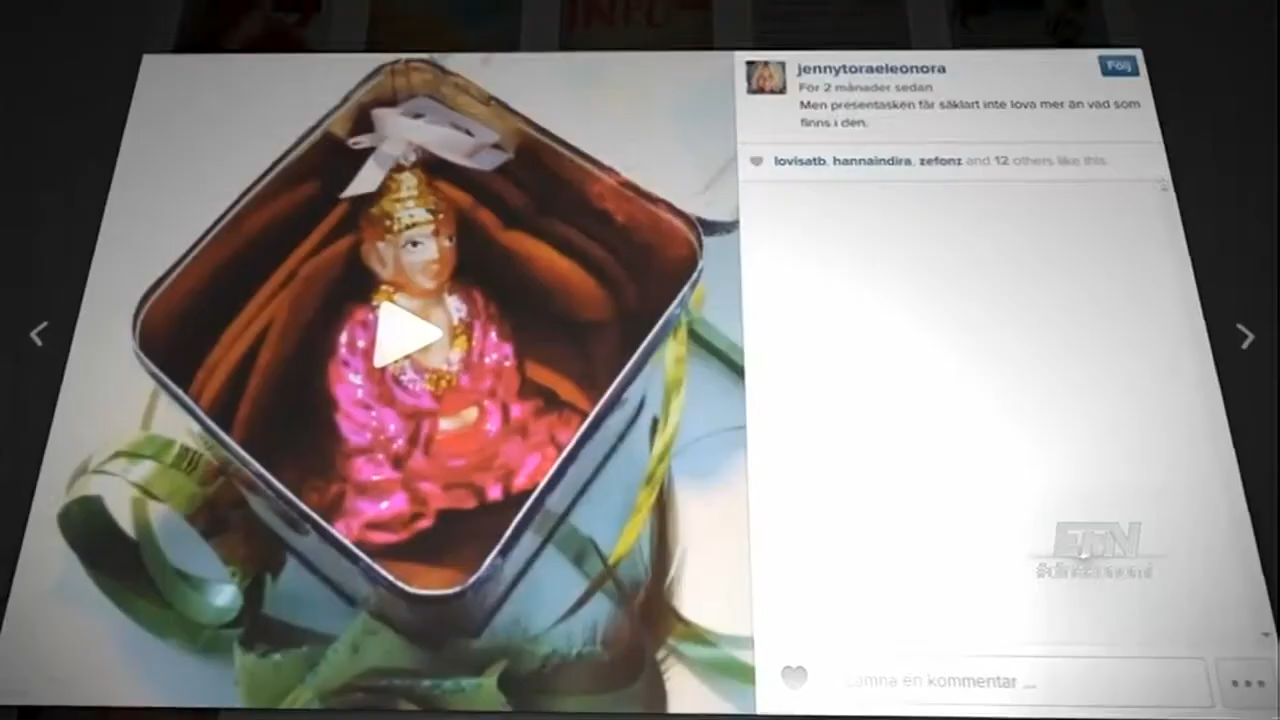 jennytoraeleonora
Följ
För 2 månader sedan
Men presentasken får såklart inte lova mer än vad som
finns i den.
lovisatb, hannaindira, zefonz and 12 others like this.
Lämna en kommentar ...